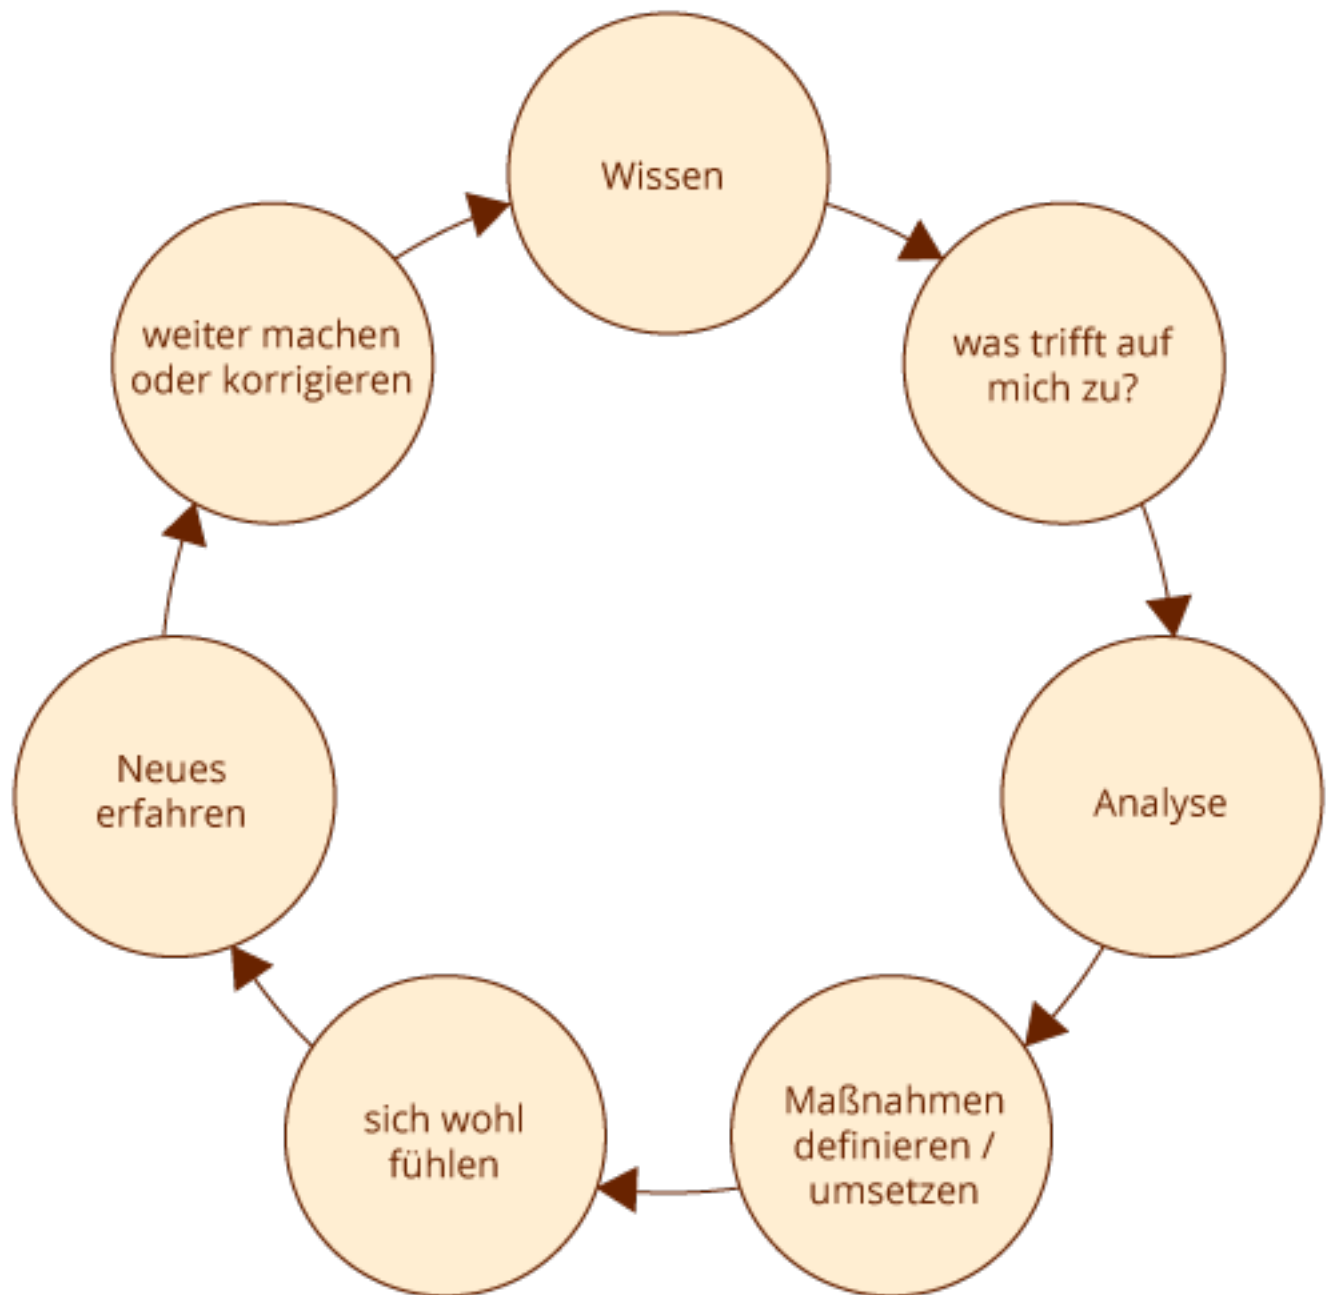 Wissen
was trifft auf
mich zu?
Analyse
Maßnahmen
definieren /
umsetzen
sich wohl
fühlen
Neues
erfahren
weiter machen
oder korrigieren